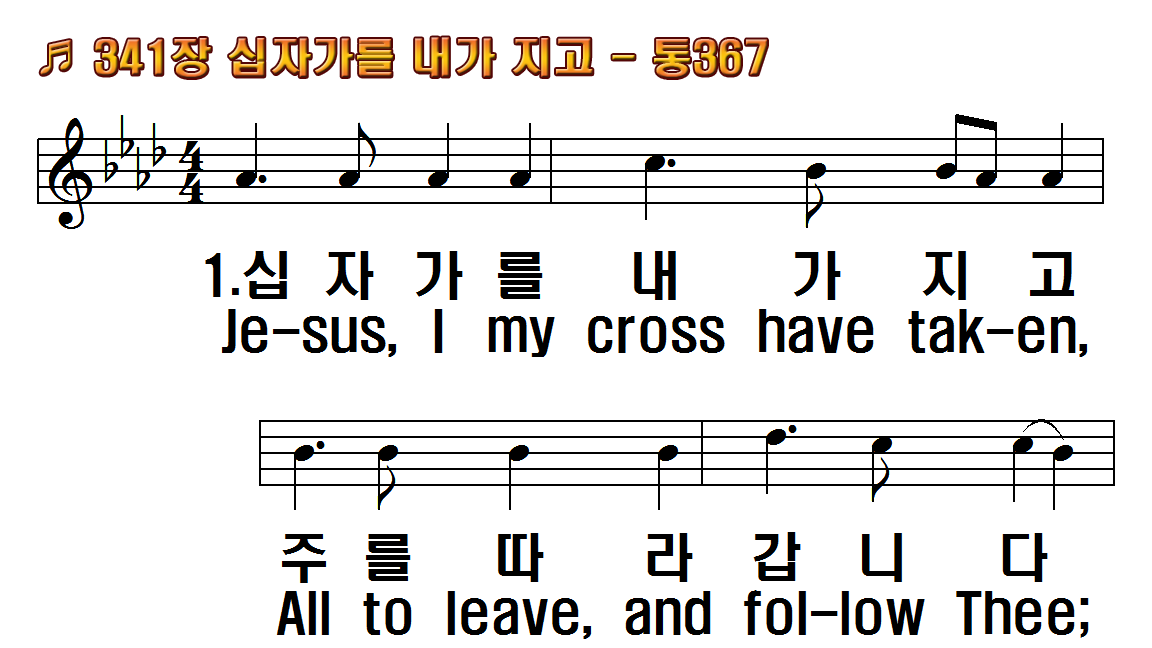 ♬ 341장 십자가를 내가 지고 - 통367
4/4
1.십 자 가 를 내 가 지 고
Je-sus, I my cross have tak-en,
주 를 따 라 갑 니 다
All to leave, and fol-low Thee;